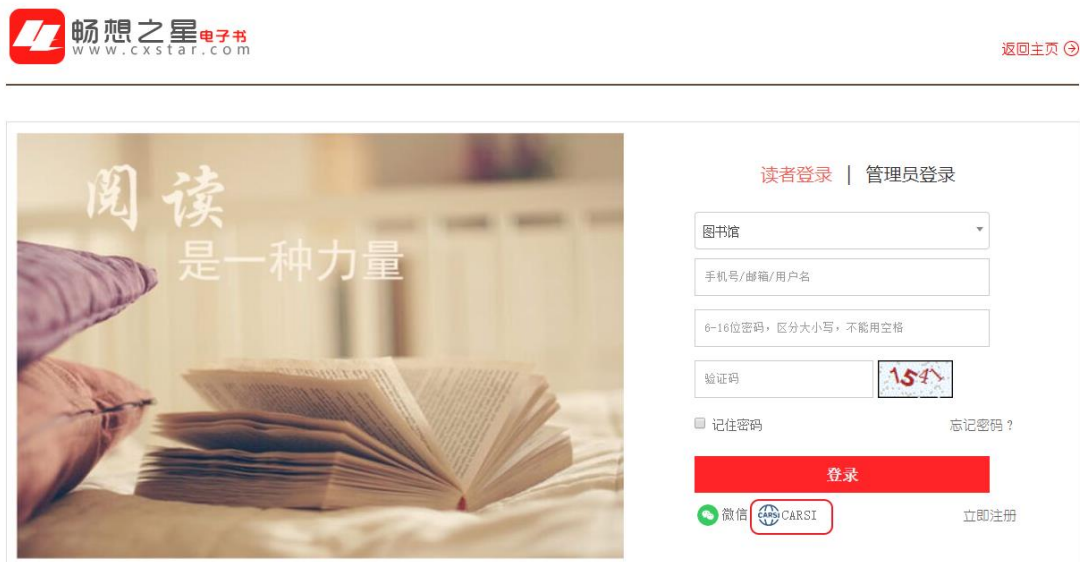 畅想之星电子书
www.cxstar.com
返回主页
阅读
是一种力量
读者登录 | 管理员登录
图书馆
手机号/邮箱/用户名
6-16位密码，区分大小写，不能用空格
验证码 1541
记住密码 忘记密码？
登录
微信 CARSI CARSI 立即注册